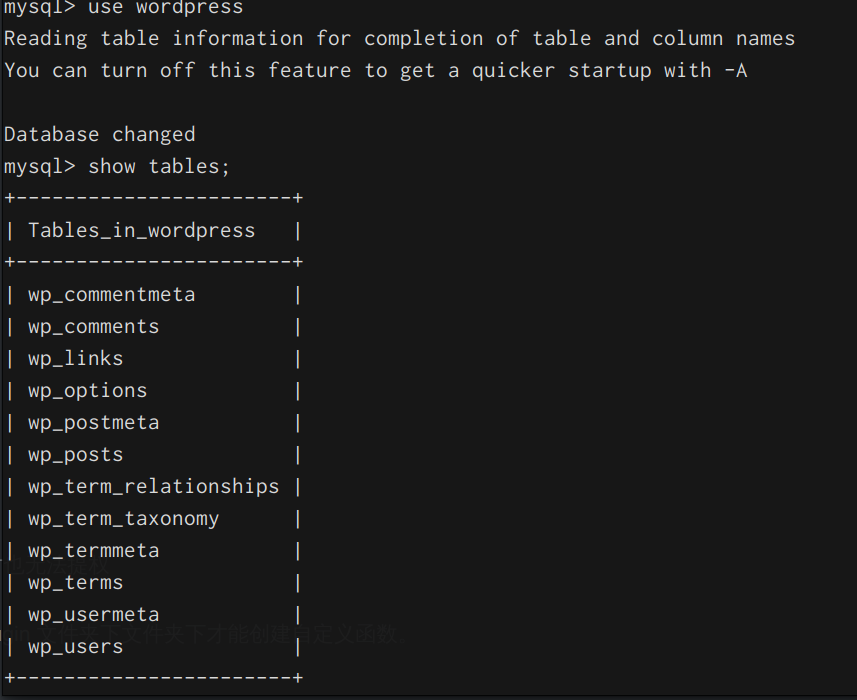 mysql> use wordpress
Reading table information for completion of table and column names
You can turn off this feature to get a quicker startup with -A
Database changed
mysql> show tables;
+-----------------------+
| Tables_in_wordpress   |
+-----------------------+
| wp_commentmeta        |
| wp_comments           |
| wp_links              |
| wp_options            |
| wp_postmeta           |
| wp_posts              |
| wp_term_relationships |
| wp_term_taxonomy      |
| wp_termmeta           |
| wp_terms              |
| wp_usermeta           |
文件夹下才能创建自定义函数。
| wp_users              |
+-----------------------+